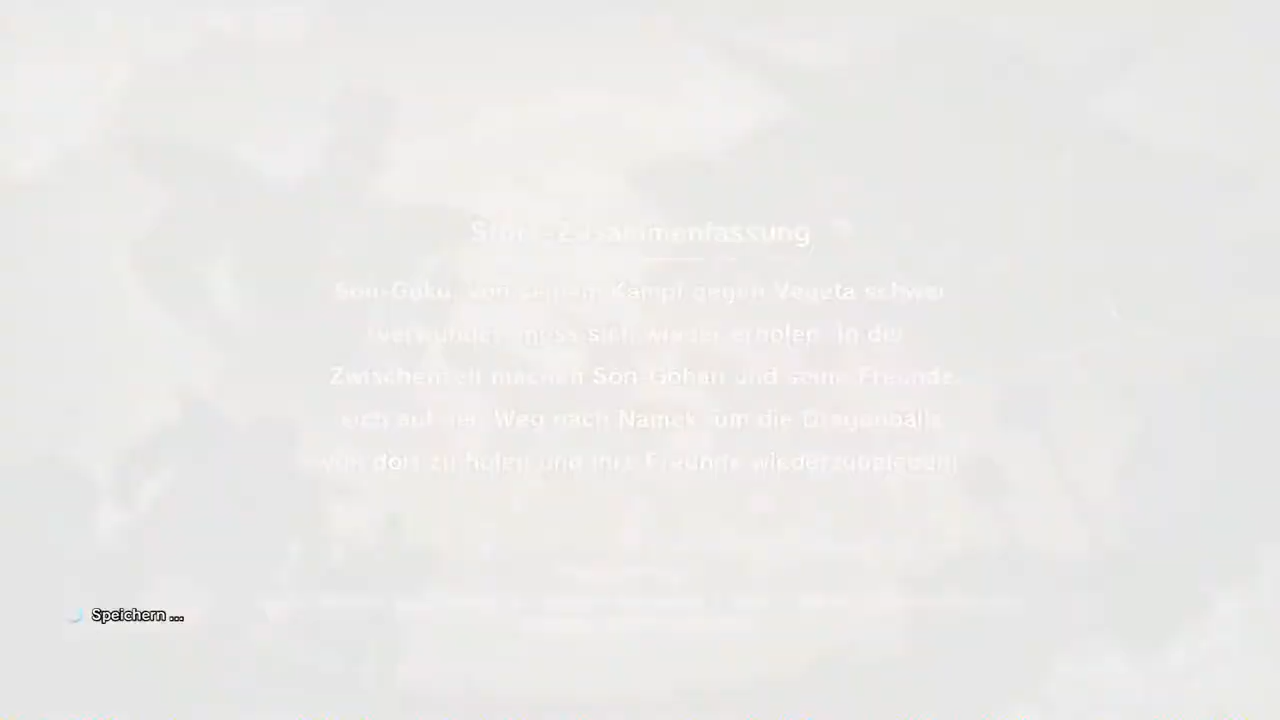 Story-Zusammenfassung
Son-Goku, von seinem Kampf gegen Vegeta schwer
verwundet, muss sich wieder erholen. In der
Zwischenzeit machen Son-Gohan und seine Freunde
sich auf den Weg nach Namek, um die Dragonballs
von dort zu holen und ihre Freunde wiederzubeleben.
Speichern ...